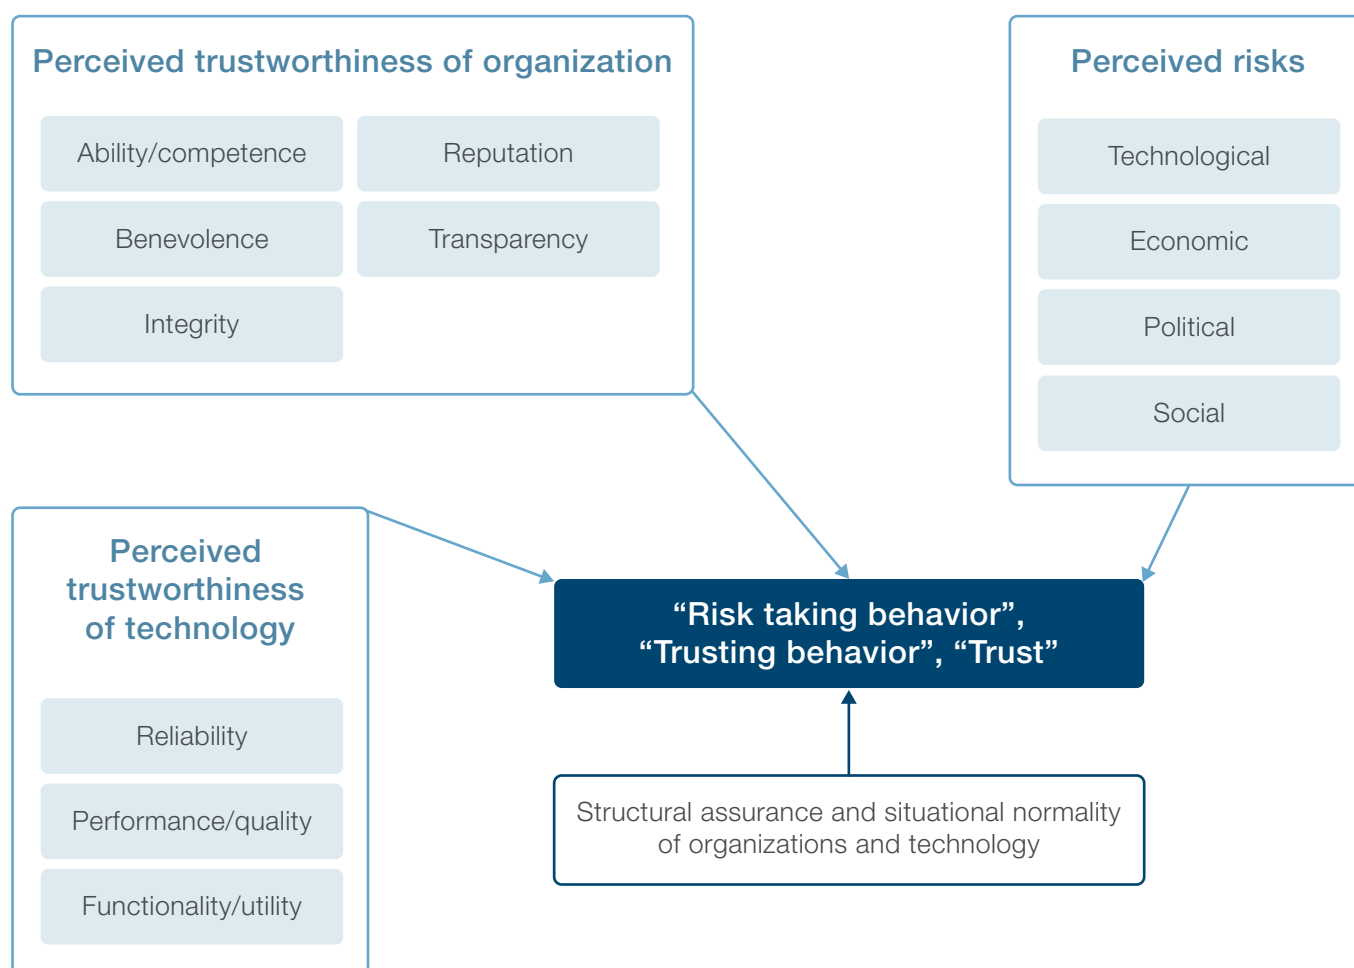 Perceived trustworthiness of organization
Ability/competence
Reputation
Benevolence
Transparency
Integrity
Perceived risks
Technological
Economic
Political
Social
Perceived
trustworthiness
of technology
Reliability
Performance/quality
Functionality/utility
“Risk taking behavior”,
“Trusting behavior”, “Trust”
Structural assurance and situational normality
of organizations and technology